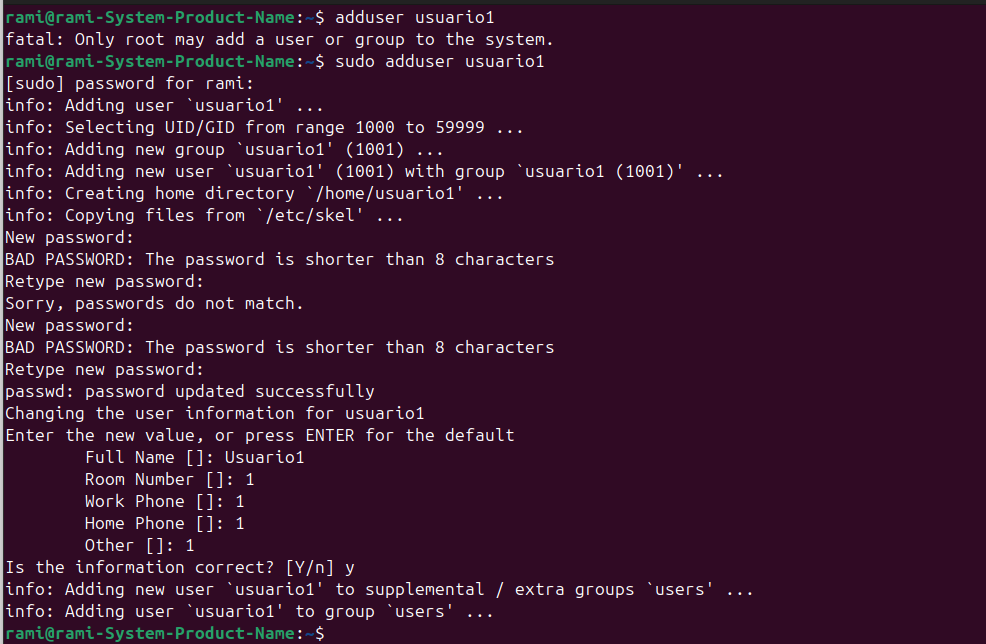 rami@rami-System-Product-Name:~$ adduser usuario1
fatal: Only root may add a user or group to the system.
rami@rami-System-Product-Name:~$ sudo adduser usuario1
[sudo] password for rami:
info: Adding user `usuario1' ...
info: Selecting UID/GID from range 1000 to 59999 ...
info: Adding new group `usuario1' (1001) ...
info: Adding new user `usuario1' (1001) with group `usuario1 (1001)' ...
info: Creating home directory `/home/usuario1' ...
info: Copying files from `/etc/skel' ...
New password:
BAD PASSWORD: The password is shorter than 8 characters
Retype new password:
Sorry, passwords do not match.
New password:
BAD PASSWORD: The password is shorter than 8 characters
Retype new password:
passwd: password updated successfully
Changing the user information for usuario1
Enter the new value, or press ENTER for the default
        Full Name []: Usuario1
        Room Number []: 1
        Work Phone []: 1
        Home Phone []: 1
        Other []: 1
Is the information correct? [Y/n] y
info: Adding new user `usuario1' to supplemental / extra groups `users' ...
info: Adding user `usuario1' to group `users' ...
rami@rami-System-Product-Name:~$